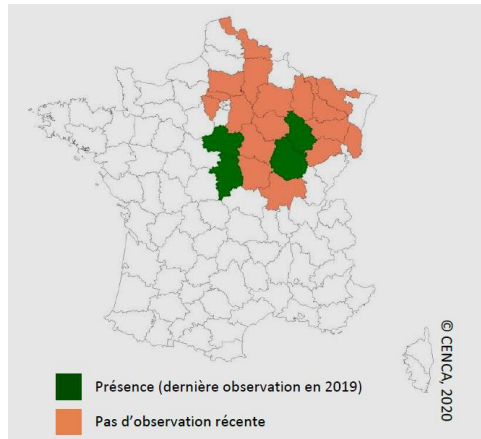 © CENCA, 2020
Présence (dernière observation en 2019)
Pas d'observation récente